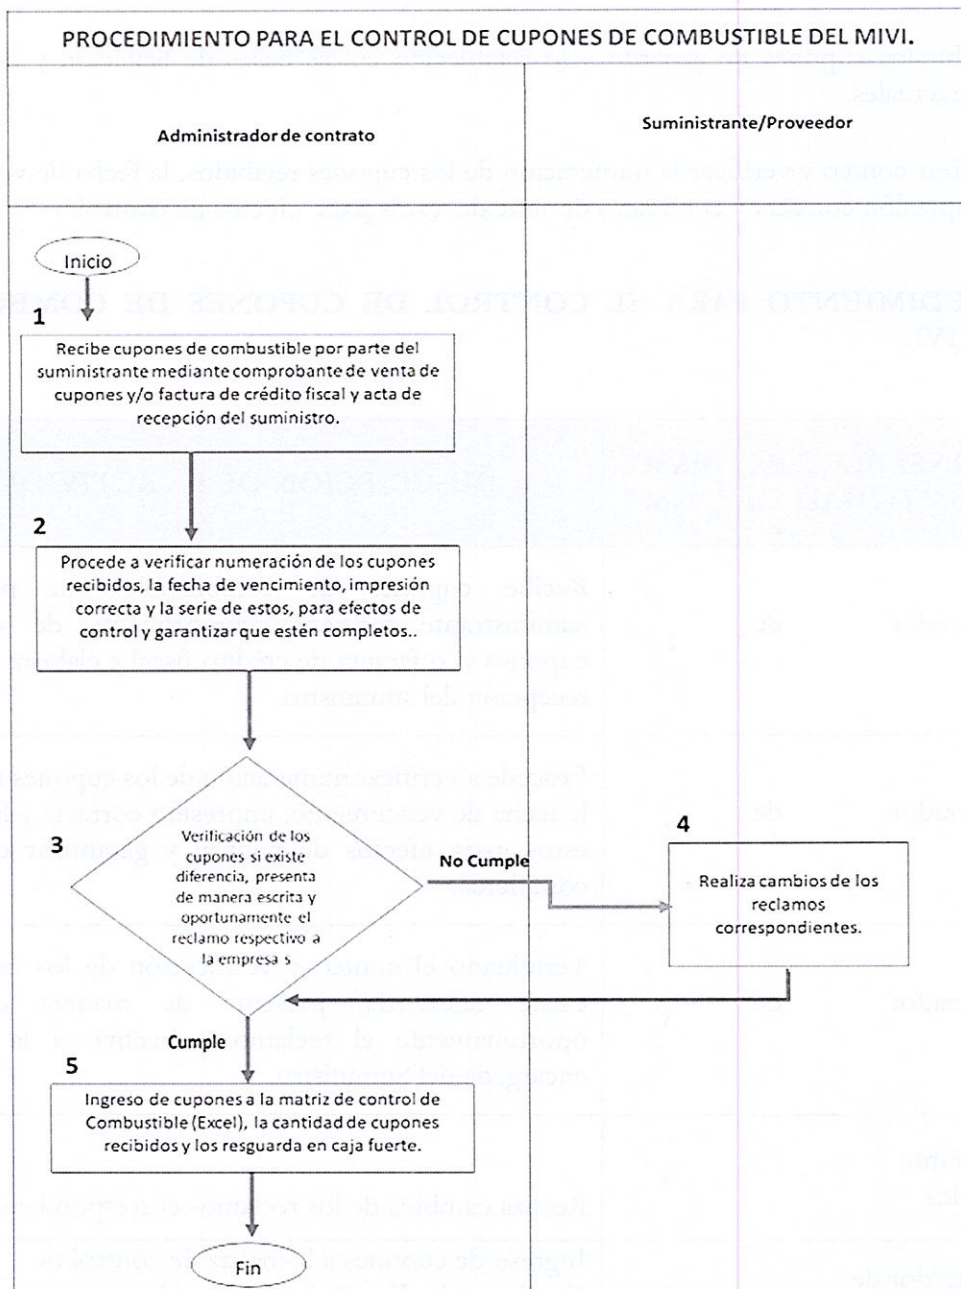 PROCEDIMIENTO PARA EL CONTROL DE CUPONES DE COMBUSTIBLE DEL MIVI.
Administrador de contrato
Suministrante/Proveedor
Inicio
1
Recibe cupones de combustible por parte del
suministrante mediante comprobante de venta de
cupones y/o factura de crédito fiscal y acta de
recepción del suministro.
2
Procede a verificar numeración de los cupones
recibidos, la fecha de vencimiento, impresión
correcta y la serie de estos, para efectos de
control y garantizar que estén completos..
3
Verificación de los
cupones si existe
diferencia, presenta
de manera escrita y
oportunamente el
reclamo respectivo a
la empresa s
No Cumple
4
Realiza cambios de los
reclamos
correspondientes.
Cumple
5
Ingreso de cupones a la matriz de control de
Combustible (Excel), la cantidad de cupones
recibidos y los resguarda en caja fuerte.
Fin